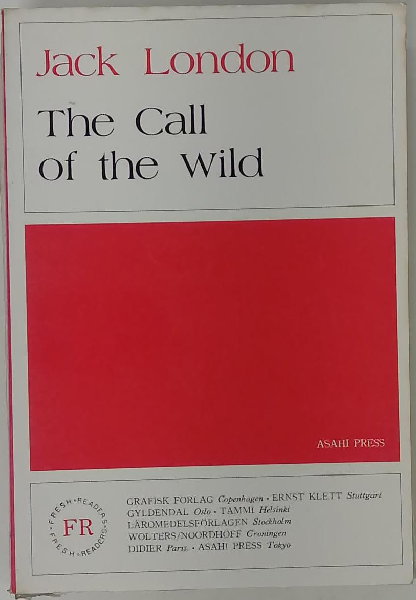 Jack London
The Call
of the Wild
ASAHI PRESS
FRESH•READERS•
FRESH•READERS•
FR
GRAFISK FORLAG Copenhagen • ERNST KLETT Stuttgart
GYLDENDAL Oslo • TAMMI Helsinki
LÄROMEDELSFÖRLAGEN Stockholm
WOLTERS/NOORDHOFF Groningen
DIDIER Paris • ASAHI PRESS Tokyo